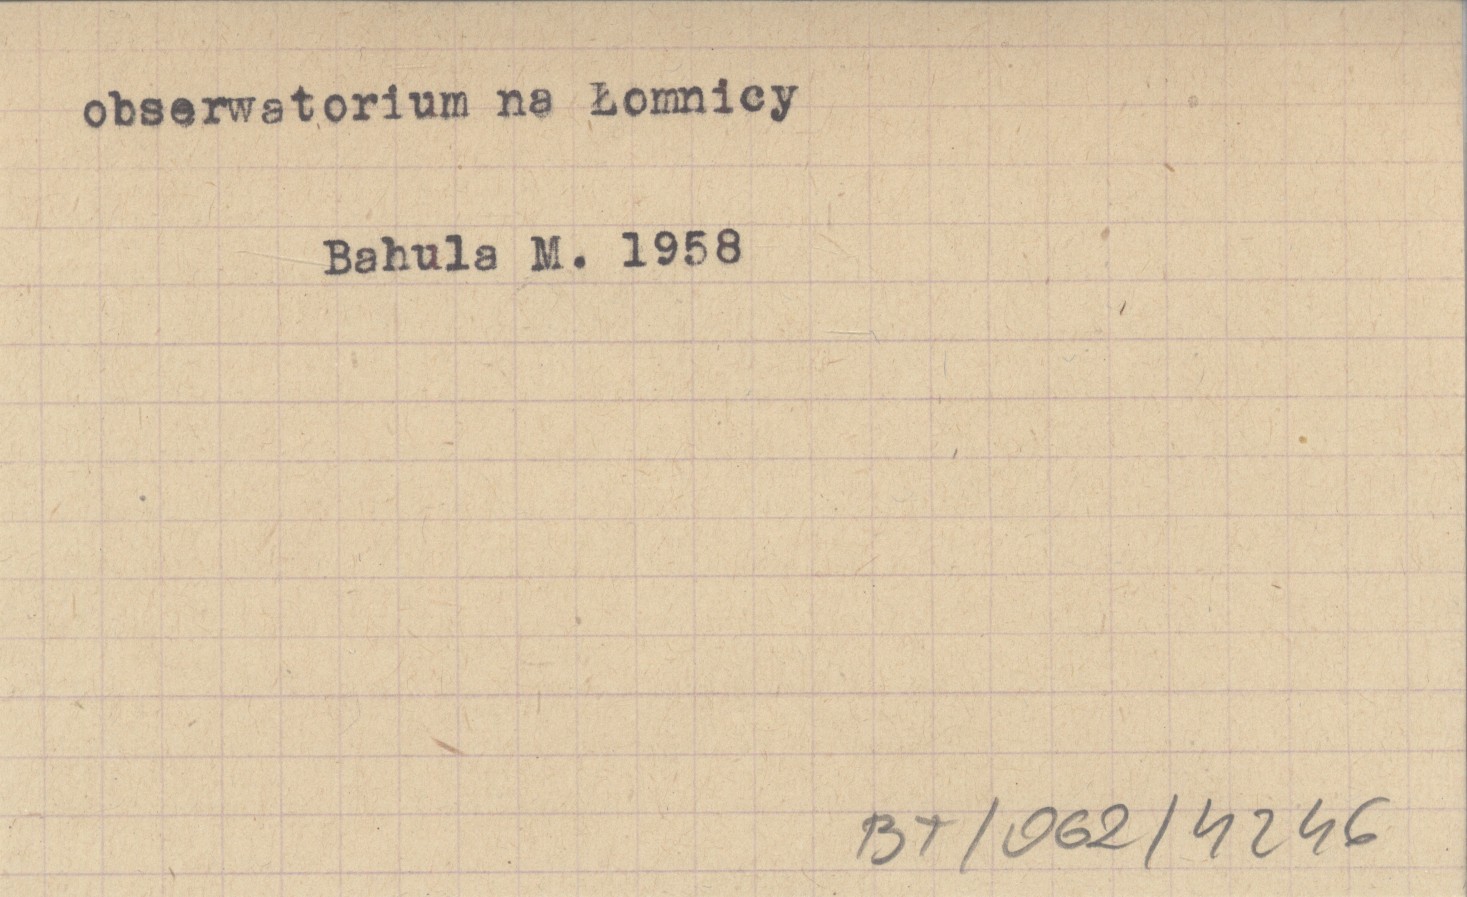 obserwatorium na Łomnicy
Bahula M. 1958
BT/062/4246